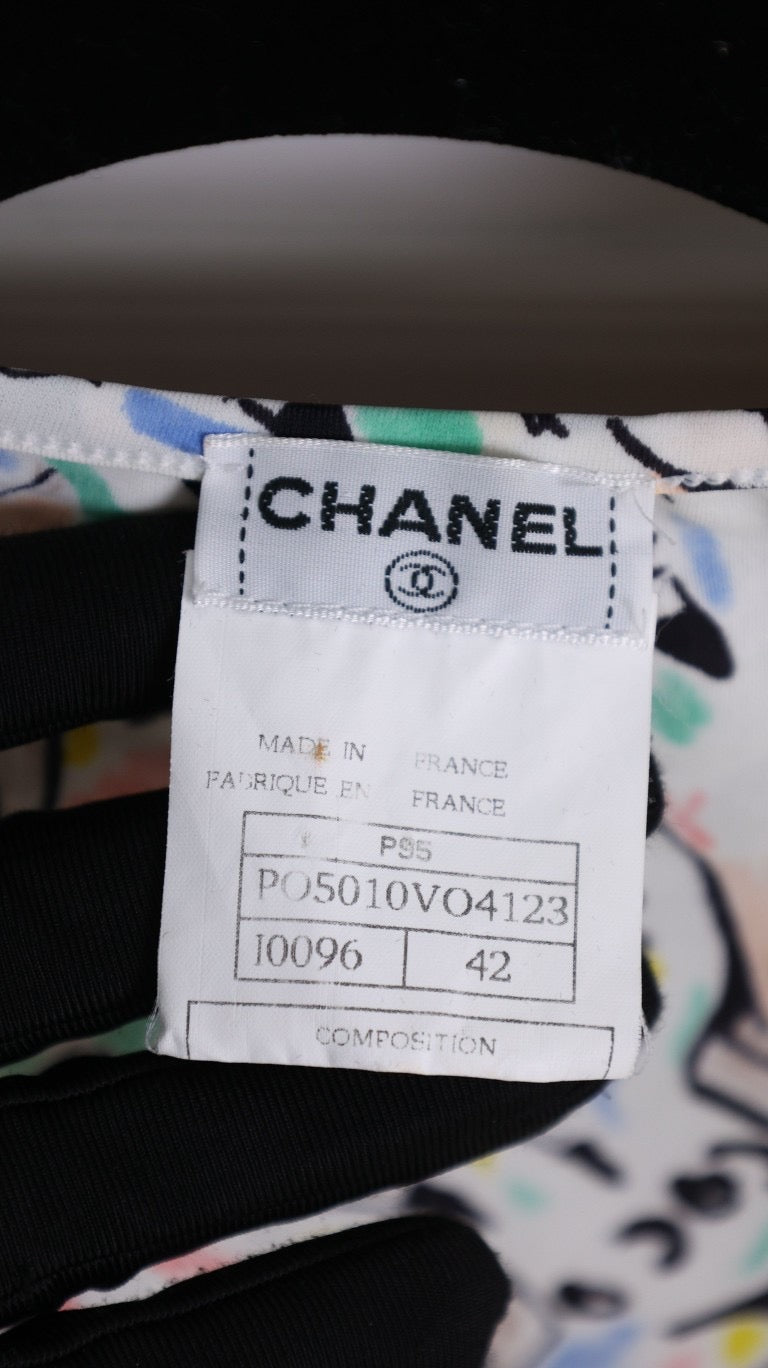 CHANEL
MADE IN FRANCE
FABRIQUE EN FRANCE
P95
PO5010VO4123
I0096 42
COMPOSITION